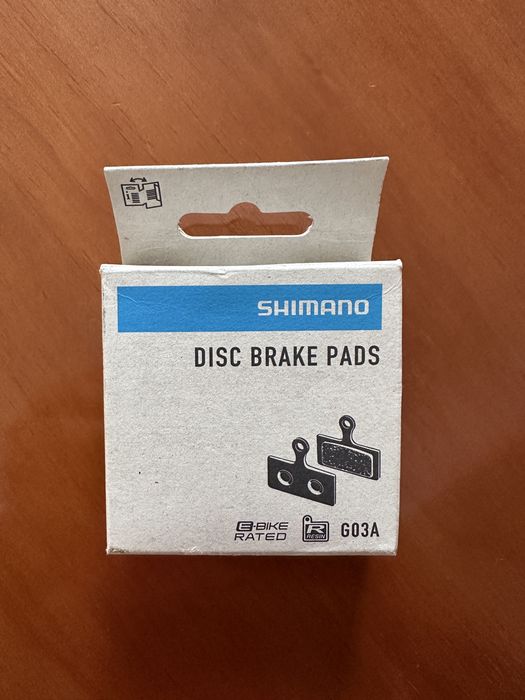 SHIMANO
DISC BRAKE PADS
E-BIKE
RATED
R
RESIN
G03A